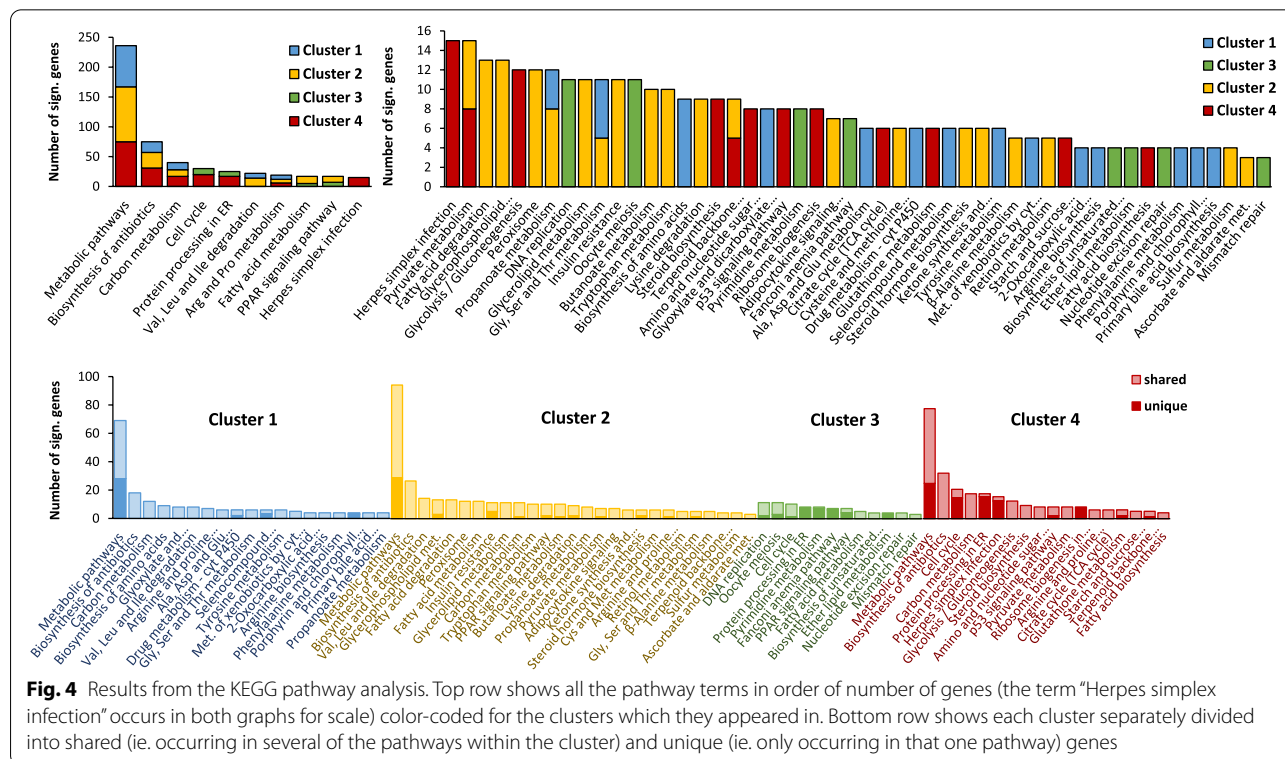 Number of sign. genes
250
200
150
100
50
0
Cluster 1
Cluster 2
Cluster 3
Cluster 4
Metabolic pathways
Biosynthesis of antibiotics
Carbon metabolism
Cell cycle
Protein processing in ER
Val, Leu and Ile degradation
Arg and Pro metabolism
Fatty acid metabolism
PPAR signaling pathway
Herpes simplex infection
Number of sign. genes
16
14
12
10
8
6
4
2
0
Cluster 1
Cluster 3
Cluster 2
Cluster 4
Herpes simplex infection
Pyruvate metabolism
Fatty acid degradation
Glycerophospholipid...
Glycolysis / Gluconeogenesis
Peroxisome
Propanoate metabolism
DNA replication
Glycerolipid metabolism
Gly, Ser and Thr metabolism
Insulin resistance
Oocyte meiosis
Butanoate metabolism
Tryptophan metabolism
Biosynthesis of amino acids
Lysine degradation
Steroid biosynthesis
Terpenoid backbone...
Amino and nucleotide sugar...
Glyoxylate and dicarboxylate...
p53 signaling pathway
Pyrimidine metabolism
Ribosome biogenesis
Adipocytokine signaling...
Fanconi anemia pathway
Ala, Asp and Glu metabolism
Citrate cycle (TCA cycle)
Cysteine and methionine...
Drug metabolism - cyt P450
Glutathione metabolism
Selenocompound metabolism
Steroid hormone biosynthesis
Ketone synthesis and...
Tyrosine metabolism
β-Alanine metabolism
Met. of xenobiotics by cyt...
Retinol metabolism
Starch and sucrose...
2-Oxocarboxylic acid...
Arginine biosynthesis
Biosynthesis of unsaturated...
Ether lipid metabolism
Fatty acid biosynthesis
Nucleotide excision repair
Phenylalanine metabolism
Porphyrin and chlorophyll...
Primary bile acid biosynthesis
Sulfur metabolism
Ascorbate and aldarate met...
Mismatch repair
Number of sign. genes
100
80
60
40
20
0
Cluster 1
Cluster 2
Cluster 3
Cluster 4
shared
unique
Metabolic pathways
Biosynthesis of antibiotics
Carbon metabolism
Biosynthesis of amino acids
Glyoxylate and...
Val, Leu and Ile degradation
Arginine and proline...
Ala, Asp and Glu...
Drug metabolism - cyt P450
Gly, Ser and Thr metabolism
Selenocompound...
Tyrosine metabolism
Met. of xenobiotics by cyt...
2-Oxocarboxylic acid...
Arginine biosynthesis
Phenylalanine metabolism
Porphyrin and chlorophyll...
Primary bile acid...
Propanoate metabolism
Metabolic pathways
Biosynthesis of antibiotics
Val, Leu and Ile degradation
Glycerophospholipid met...
Fatty acid degradation
Peroxisome
Fatty acid metabolism
Insulin resistance
Glycerolipid metabolism
Carbon metabolism
Tryptophan metabolism
PPAR signaling pathway
Butanoate metabolism
Lysine degradation
Propanoate metabolism
Pyruvate metabolism
Adipocytokine signaling...
Ketone synthesis and...
Steroid hormone biosynthesis
Cys and Met metabolism
Arginine and proline...
Retinol metabolism
Gly, Ser and Thr metabolism
β-Alanine metabolism
Terpenoid backbone...
Sulfur metabolism
Ascorbate and aldarate met...
DNA replication
Oocyte meiosis
Cell cycle
Protein processing in ER
Pyrimidine metabolism
Fanconi anemia pathway
PPAR signaling pathway
Fatty acid metabolism
Biosynthesis of unsaturated...
Ether lipid metabolism
Nucleotide excision repair
Mismatch repair
Metabolic pathways
Biosynthesis of antibiotics
Cell cycle
Carbon metabolism
Protein processing in ER
Herpes simplex infection
Glycolysis / Gluconeogenesis
Steroid biosynthesis
Amino and nucleotide sugar...
p53 signaling pathway
Pyruvate metabolism
Ribosome biogenesis in...
Arginine and proline...
Citrate cycle (TCA cycle)
Glutathione metabolism
Starch and sucrose...
Terpenoid backbone...
Fatty acid biosynthesis
Fig. 4 Results from the KEGG pathway analysis. Top row shows all the pathway terms in order of number of genes (the term “Herpes simplex
infection” occurs in both graphs for scale) color-coded for the clusters which they appeared in. Bottom row shows each cluster separately divided
into shared (ie. occurring in several of the pathways within the cluster) and unique (ie. only occurring in that one pathway) genes